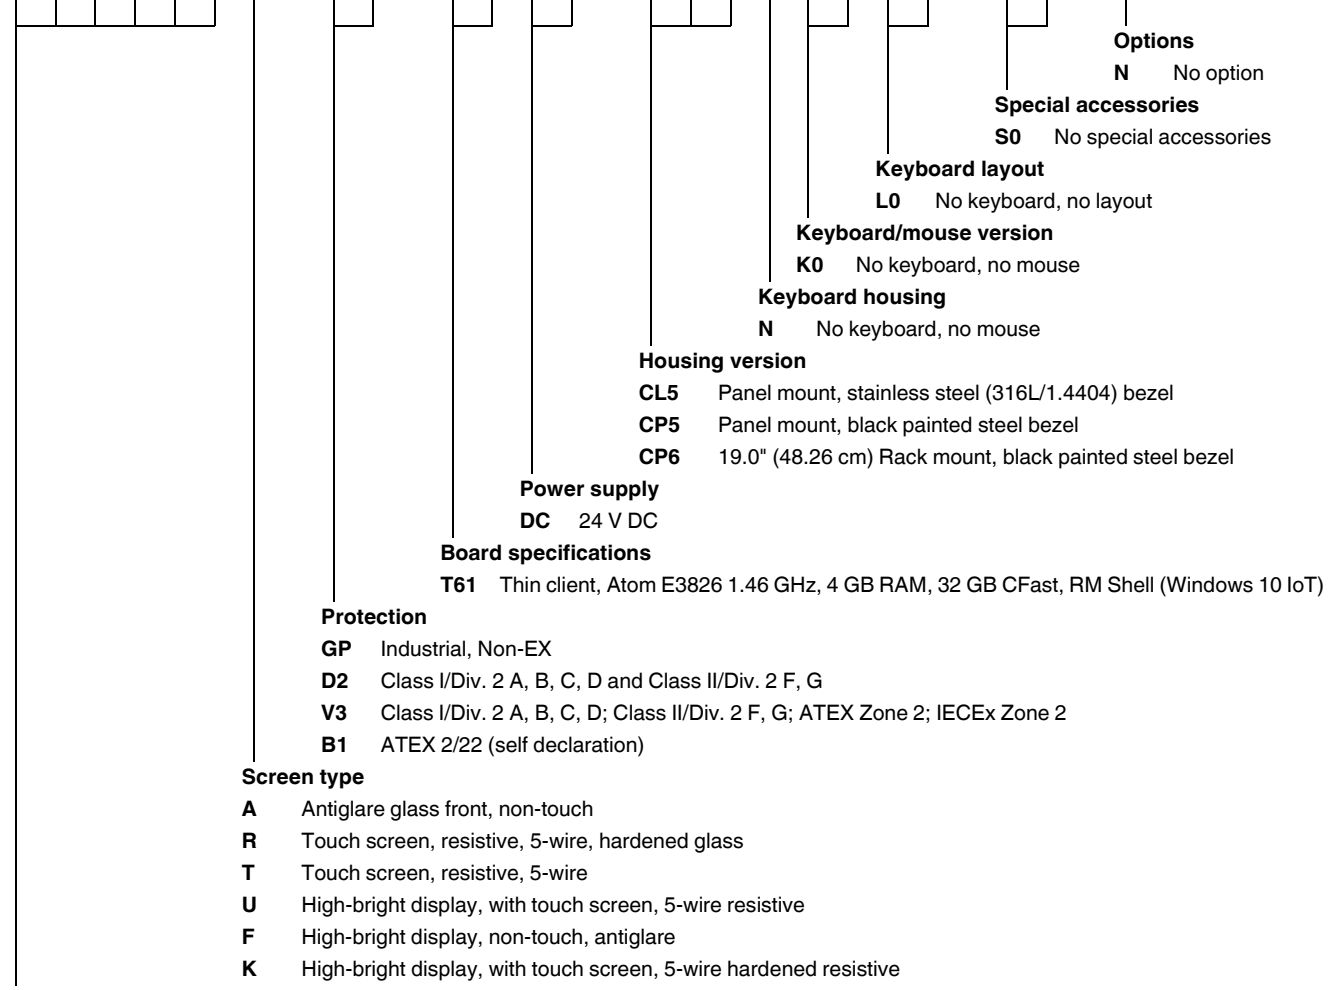 Options
N No option
Special accessories
S0 No special accessories
Keyboard layout
L0 No keyboard, no layout
Keyboard/mouse version
K0 No keyboard, no mouse
Keyboard housing
N No keyboard, no mouse
Housing version
CL5 Panel mount, stainless steel (316L/1.4404) bezel
CP5 Panel mount, black painted steel bezel
CP6 19.0" (48.26 cm) Rack mount, black painted steel bezel
Power supply
DC 24 V DC
Board specifications
T61 Thin client, Atom E3826 1.46 GHz, 4 GB RAM, 32 GB CFast, RM Shell (Windows 10 IoT)
Protection
GP Industrial, Non-EX
D2 Class I/Div. 2 A, B, C, D and Class II/Div. 2 F, G
V3 Class I/Div. 2 A, B, C, D; Class II/Div. 2 F, G; ATEX Zone 2; IECEx Zone 2
B1 ATEX 2/22 (self declaration)
Screen type
A Antiglare glass front, non-touch
R Touch screen, resistive, 5-wire, hardened glass
T Touch screen, resistive, 5-wire
U High-bright display, with touch screen, 5-wire resistive
F High-bright display, non-touch, antiglare
K High-bright display, with touch screen, 5-wire hardened resistive